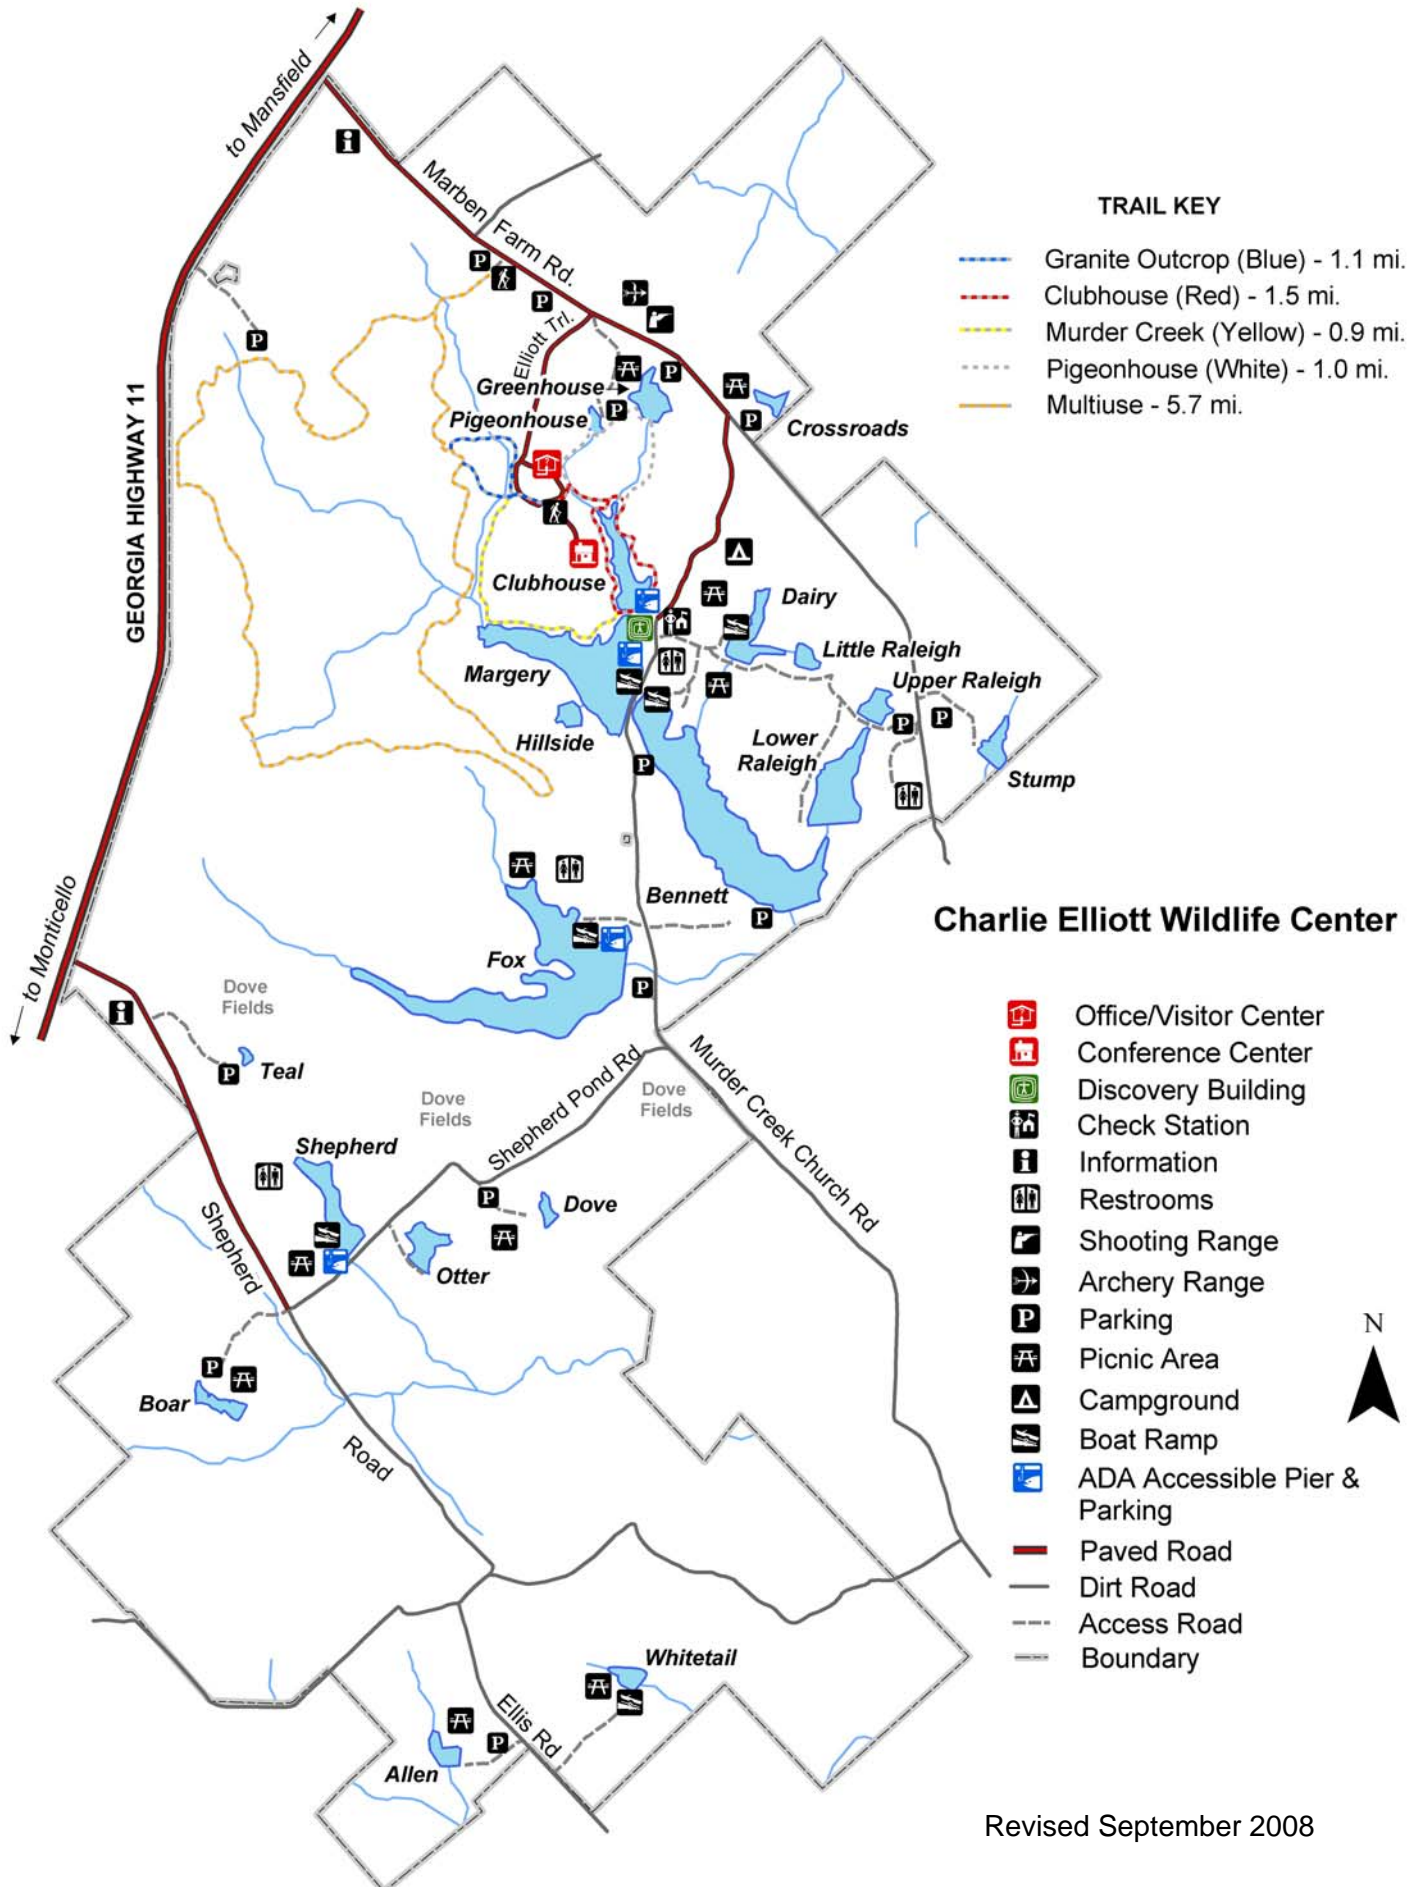 to Mansfield
Marben
Farm Rd.
TRAIL KEY
Granite Outcrop (Blue) - 1.1 mi.
Clubhouse (Red) - 1.5 mi.
Murder Creek (Yellow) - 0.9 mi.
Pigeonhouse (White) - 1.0 mi.
Multiuse - 5.7 mi.
Elliott Trl.
Greenhouse
Pigeonhouse
Crossroads
GEORGIA HIGHWAY 11
Clubhouse
Dairy
Little Raleigh
Margery
Upper Raleigh
Hillside
Lower
Raleigh
Stump
to Monticello
Bennett
Charlie Elliott Wildlife Center
Fox
Dove
Fields
Teal
Dove
Fields
Shepherd Pond Rd
Dove
Fields
Murder Creek Church Rd
Shepherd
Dove
Otter
Shepherd
Road
Boar
Office/Visitor Center
Conference Center
Discovery Building
Check Station
Information
Restrooms
Shooting Range
Archery Range
P Parking
Picnic Area
Campground
Boat Ramp
ADA Accessible Pier &
Parking
Paved Road
Dirt Road
Access Road
Boundary
N
Whitetail
Ellis Rd
Allen
Revised September 2008